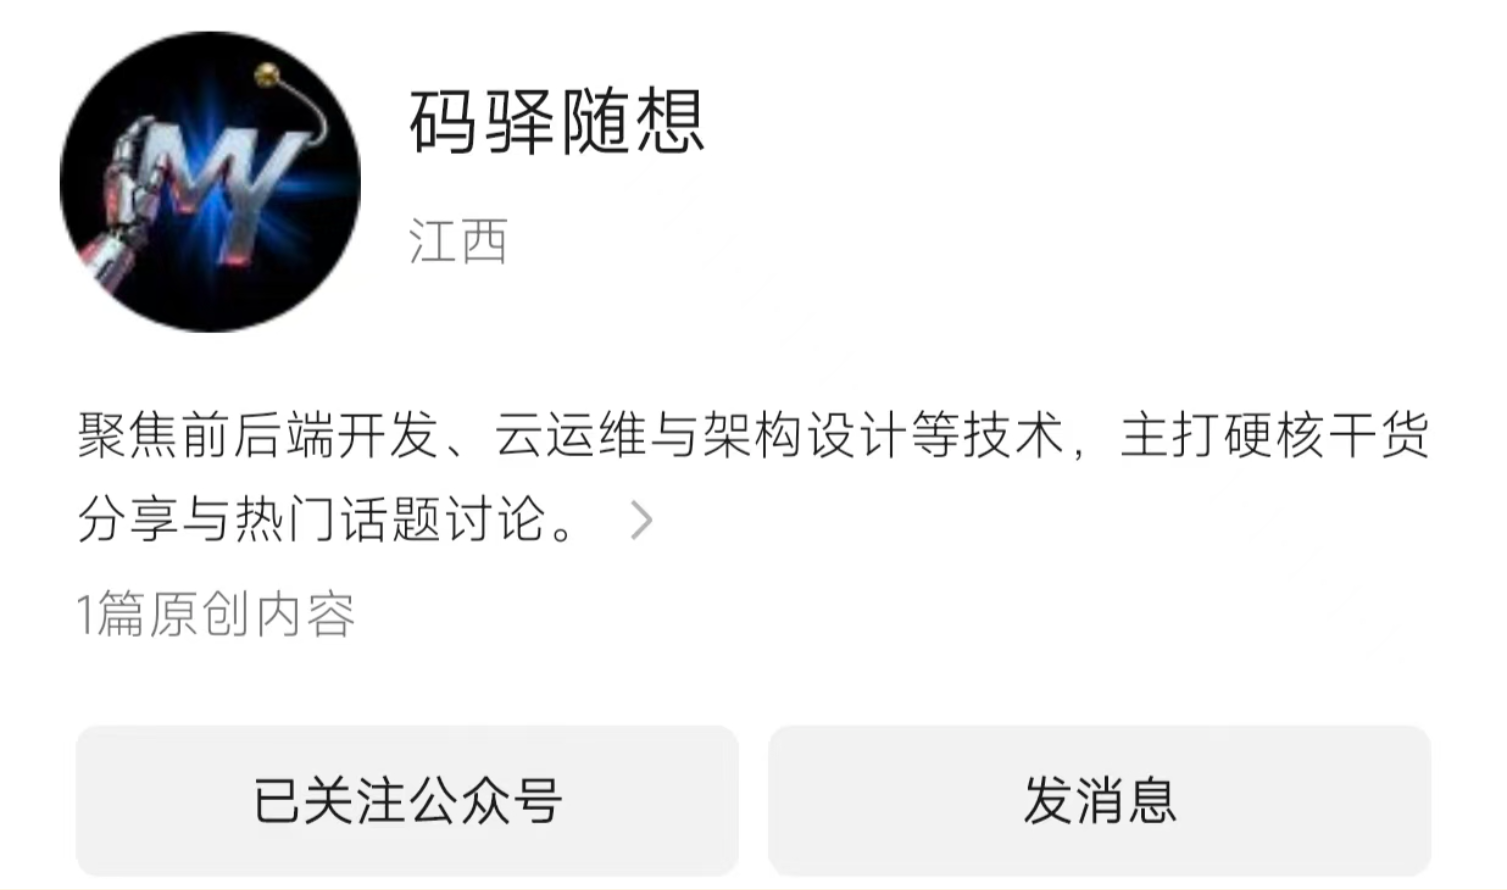 MY
码驿随想
江西
聚焦前后端开发、云运维与架构设计等技术，主打硬核干货
分享与热门话题讨论。
1篇原创内容
已关注公众号
发消息